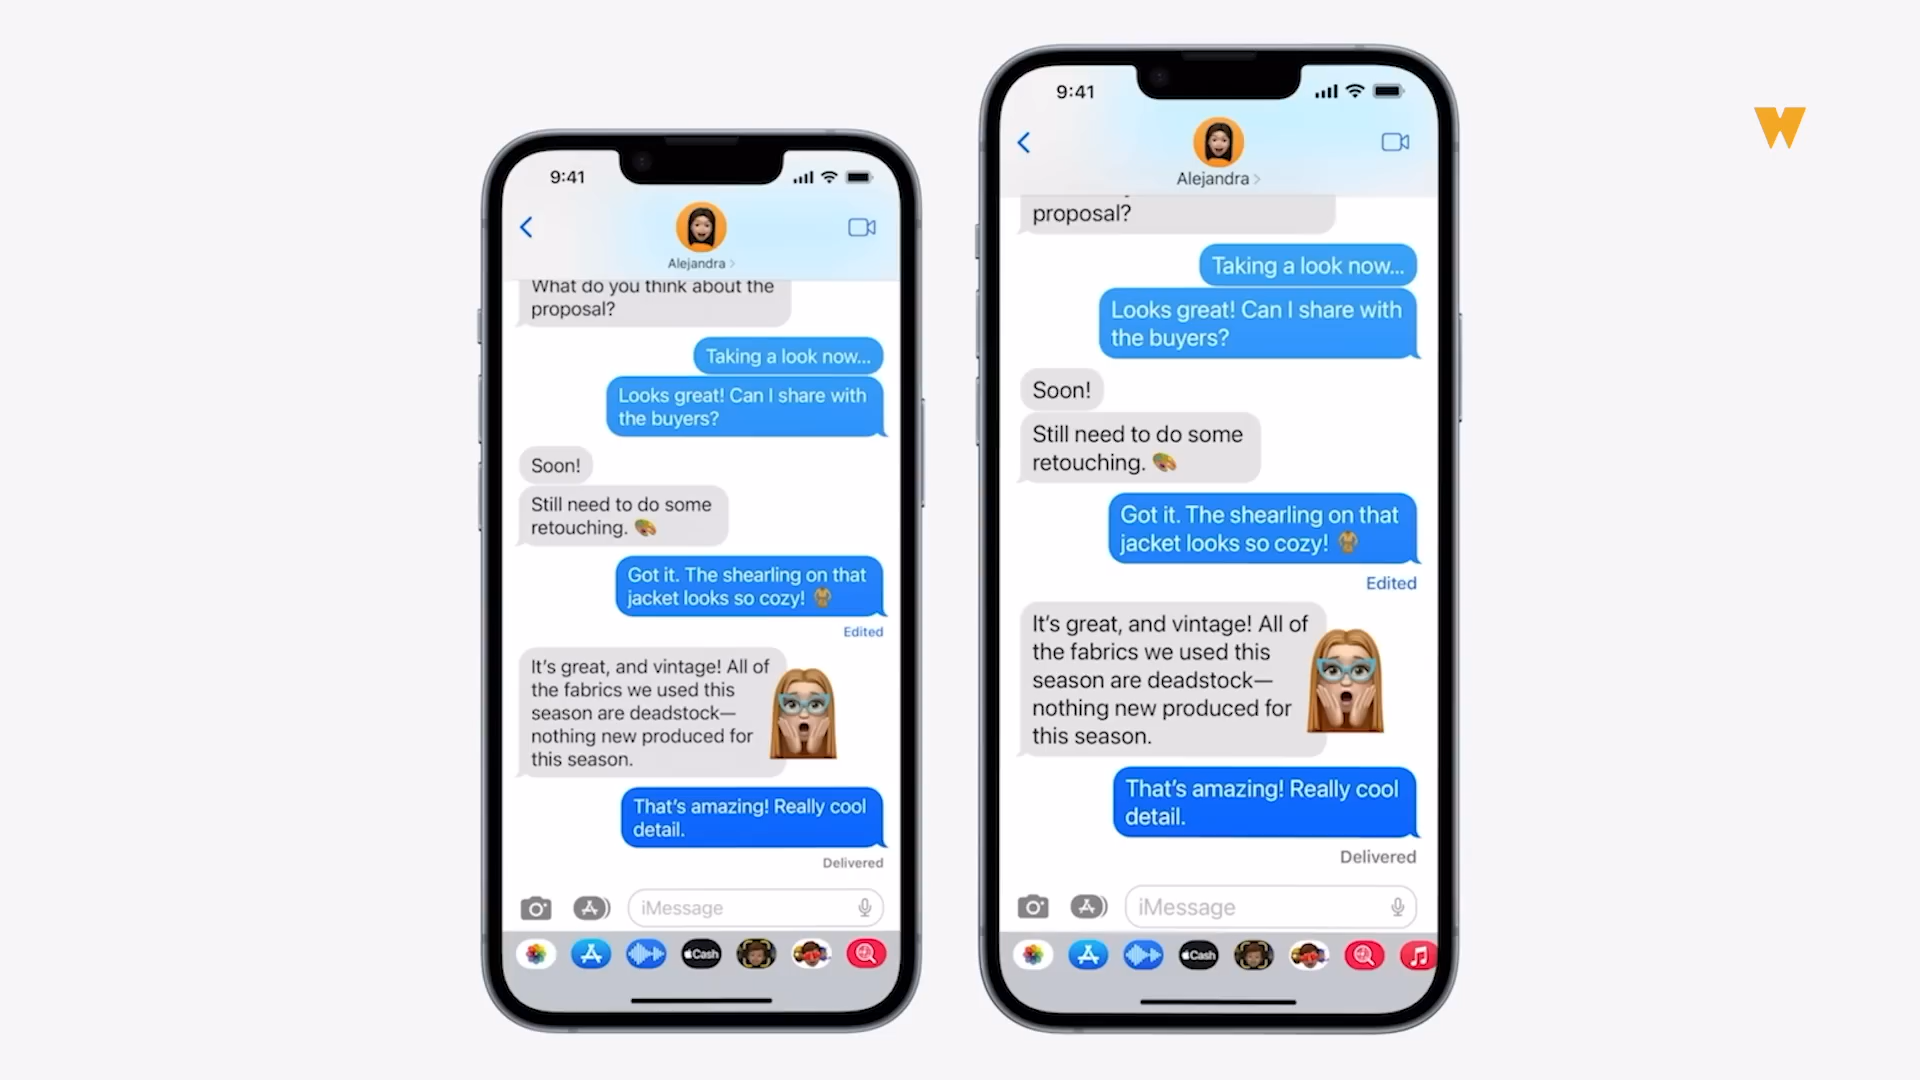 9:41
Alejandra
What do you think about the
proposal?
Taking a look now...
Looks great! Can I share with
the buyers?
Soon!
Still need to do some
retouching. 🎨
Got it. The shearling on that
jacket looks so cozy! 🧥
Edited
It's great, and vintage! All of
the fabrics we used this
season are deadstock—
nothing new produced for
this season.
That's amazing! Really cool
detail.
Delivered
iMessage
Cash
9:41
Alejandra
proposal?
Taking a look now...
Looks great! Can I share with
the buyers?
Soon!
Still need to do some
retouching. 🎨
Got it. The shearling on that
jacket looks so cozy! 🧥
Edited
It's great, and vintage! All of
the fabrics we used this
season are deadstock—
nothing new produced for
this season.
That's amazing! Really cool
detail.
Delivered
iMessage
Cash
W